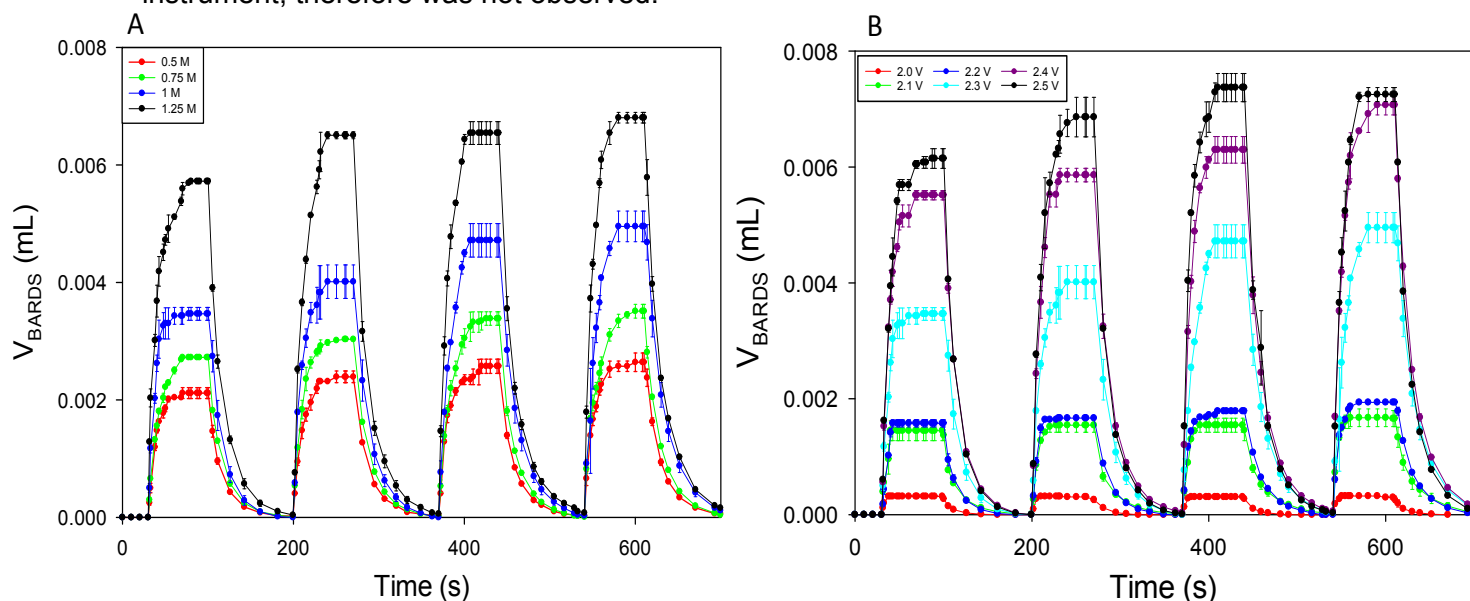 instrument, therefore was not observed.
A
0.008
0.006
0.004
0.002
0.000
V_BARDS (mL)
0.5 M
0.75 M
1 M
1.25 M
0
200
400
600
Time (s)
B
0.008
0.006
0.004
0.002
0.000
V_BARDS (mL)
2.0 V 2.2 V 2.4 V
2.1 V 2.3 V 2.5 V
0
200
400
600
Time (s)